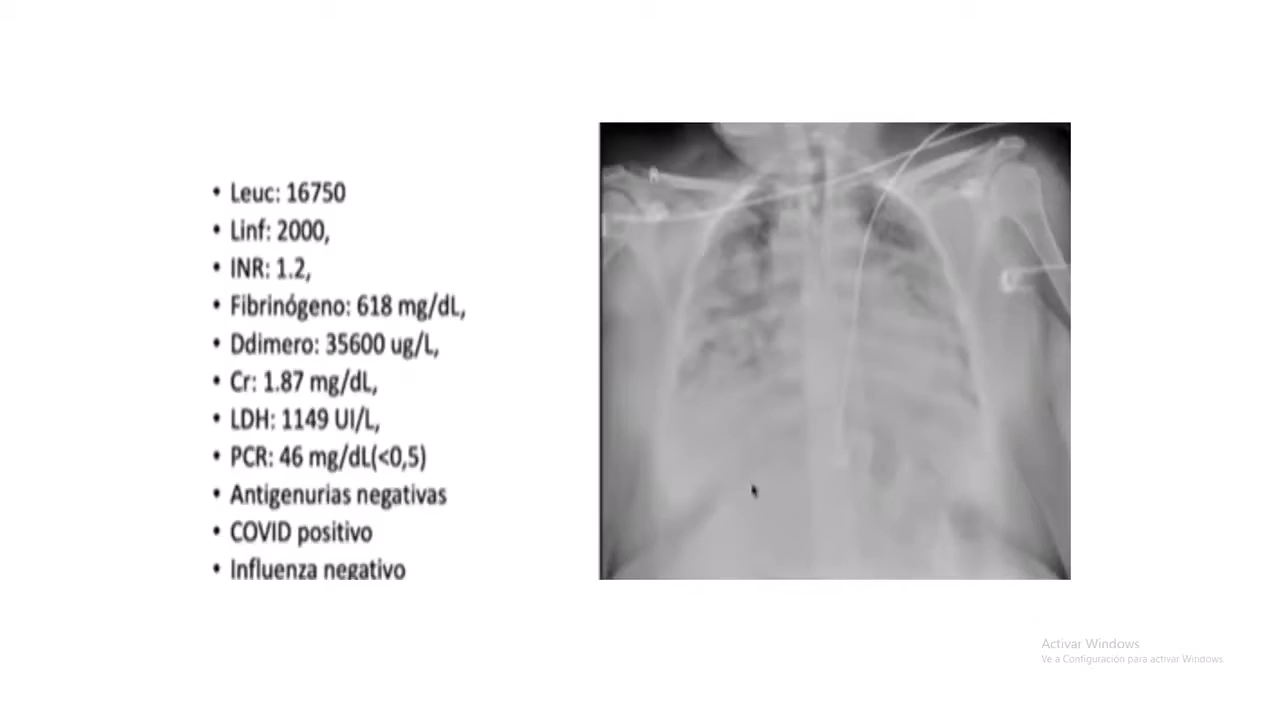 • Leuc: 16750
• Linf: 2000,
• INR: 1.2,
• Fibrinógeno: 618 mg/dL,
• Ddimero: 35600 ug/L,
• Cr: 1.87 mg/dL,
• LDH: 1149 UI/L,
• PCR: 46 mg/dL(<0,5)
• Antigenurias negativas
• COVID positivo
• Influenza negativo
Activar Windows
Ve a Configuración para activar Windows.